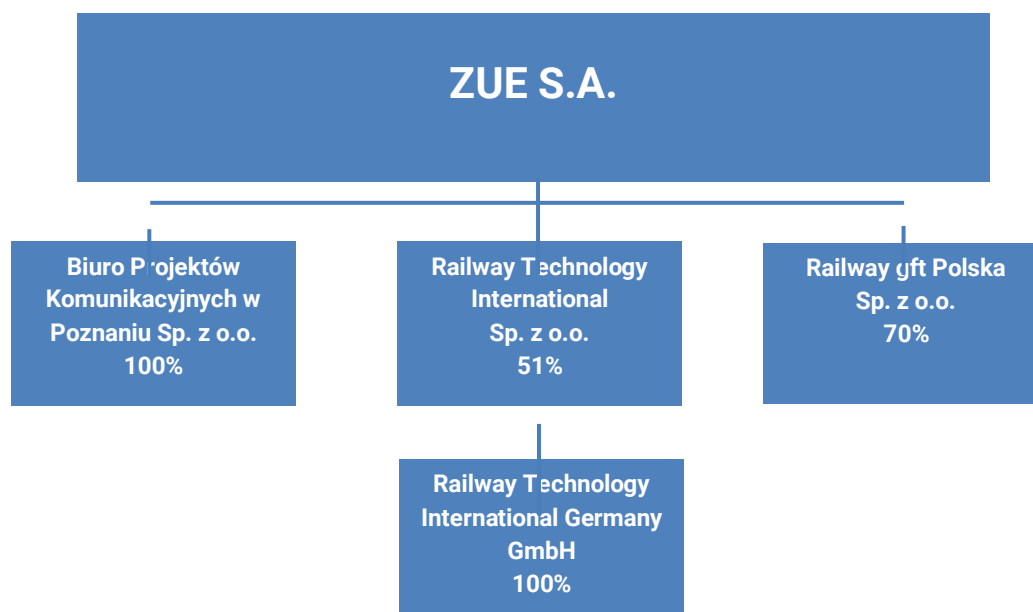 ZUE S.A.
Biuro Projektów
Komunikacyjnych w
Poznaniu Sp. z o.o.
100%
Railway Technology
International
Sp. z o.o.
51%
Railway gft Polska
Sp. z o.o.
70%
Railway Technology
International Germany
GmbH
100%